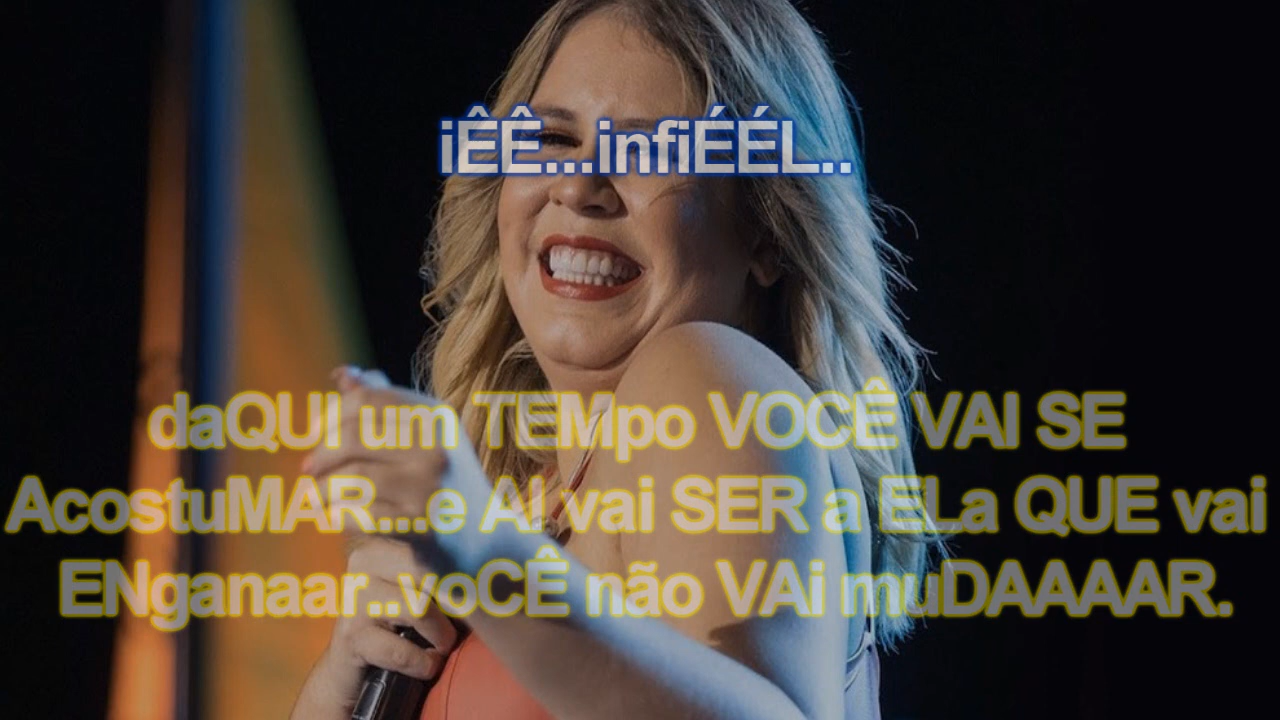 iÊÊ...infiÉÉL..
daQUI um TEMpo VOCÊ VAI SE
AcostuMAR...e AI vai SER a ELa QUE vai
ENganaar..voCÊ não VAi muDAAAAR.